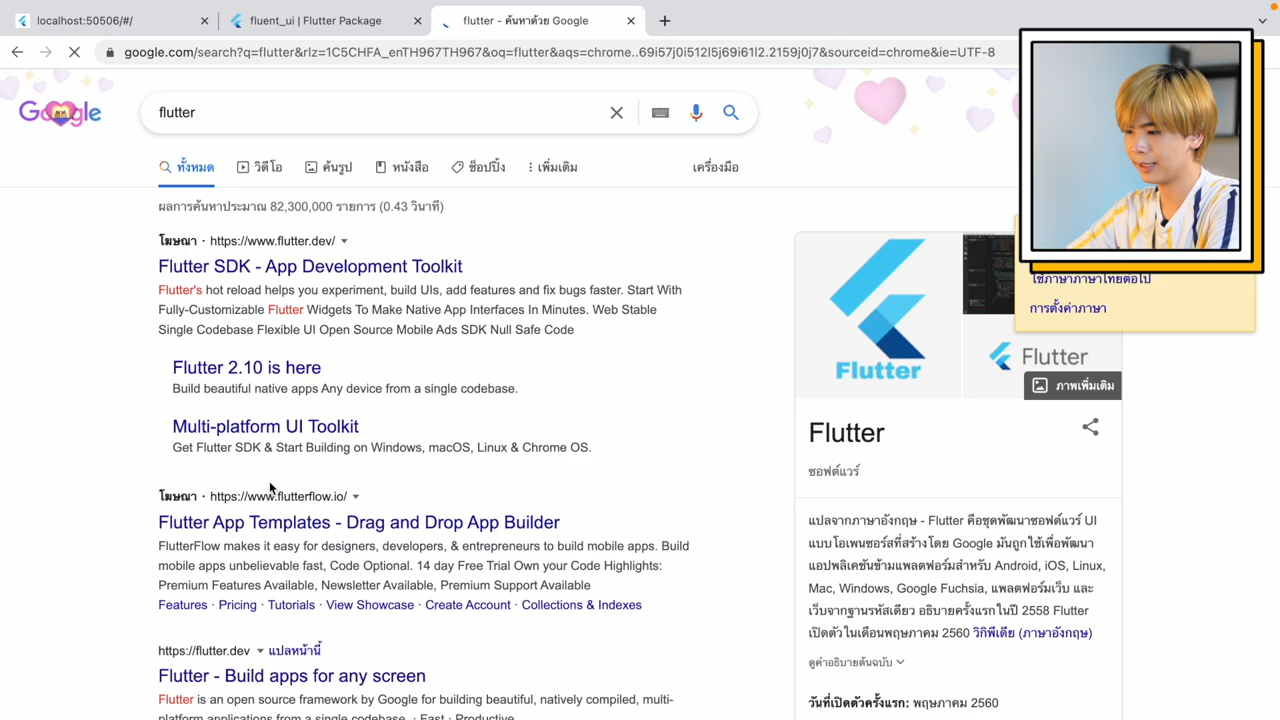 localhost:50506/#/
fluent_ui | Flutter Package
flutter - ค้นหาด้วย Google
google.com/search?q=flutter&rlz=1C5CHFA_enTH967TH967&oq=flutter&aqs=chrome..69i57j0i512l5j69i61l2.2159j0j7&sourceid=chrome&ie=UTF-8
Google
flutter
ทั้งหมด
วิดีโอ
ค้นรูป
หนังสือ
ช็อปปิ้ง
เพิ่มเติม
เครื่องมือ
ผลการค้นหาประมาณ 82,300,000 รายการ (0.43 วินาที)
โฆษณา · https://www.flutter.dev/
Flutter SDK - App Development Toolkit
Flutter's hot reload helps you experiment, build UIs, add features and fix bugs faster. Start With
Fully-Customizable Flutter Widgets To Make Native App Interfaces In Minutes. Web Stable
Single Codebase Flexible UI Open Source Mobile Ads SDK Null Safe Code
Flutter 2.10 is here
Build beautiful native apps Any device from a single codebase.
Multi-platform UI Toolkit
Get Flutter SDK & Start Building on Windows, macOS, Linux & Chrome OS.
โฆษณา · https://www.flutterflow.io/
Flutter App Templates - Drag and Drop App Builder
FlutterFlow makes it easy for designers, developers, & entrepreneurs to build mobile apps. Build
mobile apps unbelievable fast, Code Optional. 14 day Free Trial Own your Code Highlights:
Premium Features Available, Newsletter Available, Premium Support Available
Features · Pricing · Tutorials · View Showcase · Create Account · Collections & Indexes
https://flutter.dev แปลหน้านี้
Flutter - Build apps for any screen
Flutter is an open source framework by Google for building beautiful, natively compiled, multi-
platform applications from a single codebase. · Fast · Productive.
ใช้ภาษาภาษาไทยต่อไป
การตั้งค่าภาษา
Flutter
Flutter
ภาพเพิ่มเติม
Flutter
ซอฟต์แวร์
แปลจากภาษาอังกฤษ - Flutter คือชุดพัฒนาซอฟต์แวร์ UI
แบบโอเพนซอร์สที่สร้างโดย Google มันถูกใช้เพื่อพัฒนา
แอปพลิเคชันข้ามแพลตฟอร์มสำหรับ Android, iOS, Linux,
Mac, Windows, Google Fuchsia, แพลตฟอร์มเว็บ และ
เว็บจากฐานรหัสเดียว อธิบายครั้งแรกในปี 2558 Flutter
เปิดตัวในเดือนพฤษภาคม 2560 วิกิพีเดีย (ภาษาอังกฤษ)
ดูคำอธิบายต้นฉบับ
วันที่เปิดตัวครั้งแรก: พฤษภาคม 2560